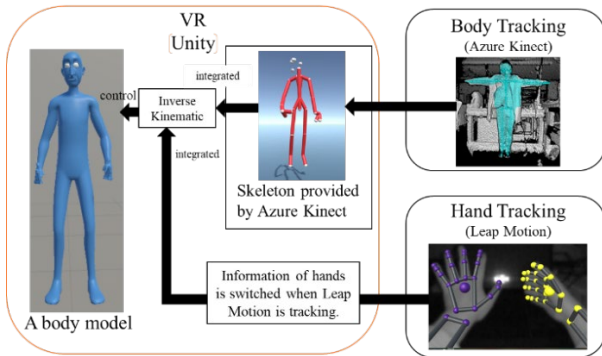 VR
[Unity]
control
Inverse
Kinematic
integrated
integrated
Skeleton provided
by Azure Kinect
Information of hands
is switched when Leap
Motion is tracking.
A body model
Body Tracking
(Azure Kinect)
Hand Tracking
(Leap Motion)